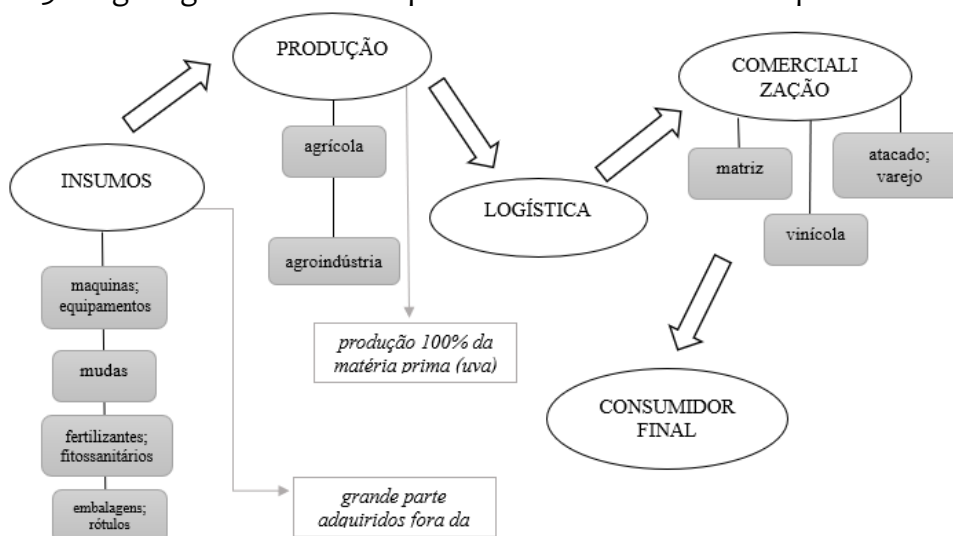 PRODUÇÃO
agrícola
agroindústria
produção 100% da
matéria prima (uva)
INSUMOS
maquinas;
equipamentos
mudas
fertilizantes;
fitossanitários
embalagens;
rótulos
grande parte
adquiridos fora da
LOGÍSTICA
COMERCIALI
ZAÇÃO
matriz
vinícola
atacado;
varejo
CONSUMIDOR
FINAL